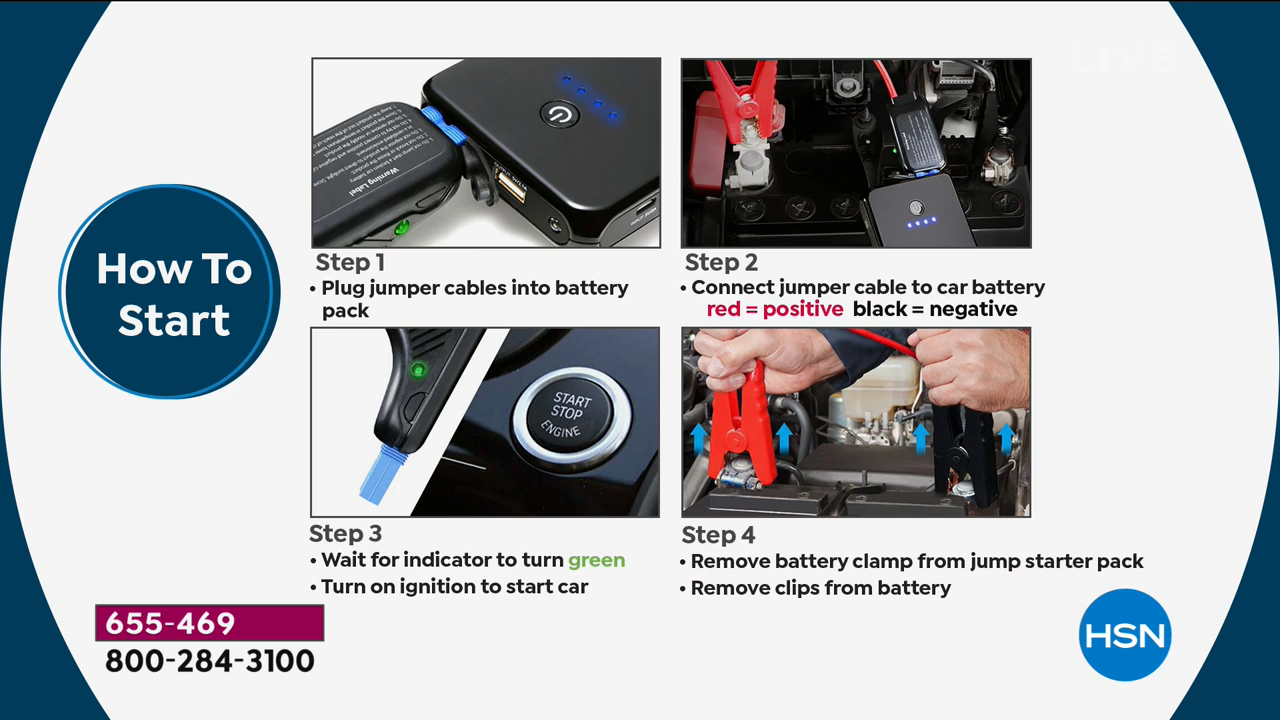 LIVE
How To
Start
Warning Label
START
STOP
ENGINE
Step 1
• Plug jumper cables into battery
pack
Step 2
• Connect jumper cable to car battery
red = positive black = negative
Step 3
• Wait for indicator to turn green
• Turn on ignition to start car
Step 4
• Remove battery clamp from jump starter pack
• Remove clips from battery
655-469
800-284-3100
HSN